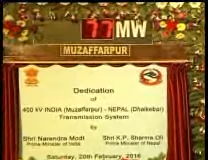 77MW
MUZAFFARPUR
Dedication
of
400 kV INDIA (Muzaffarpur) - NEPAL (Dhalkebar)
Transmission System
by
Shri Narendra Modi Shri K.P. Sharma Oli
Prime Minister of India Prime Minister of Nepal
Saturday, 20th February, 2016